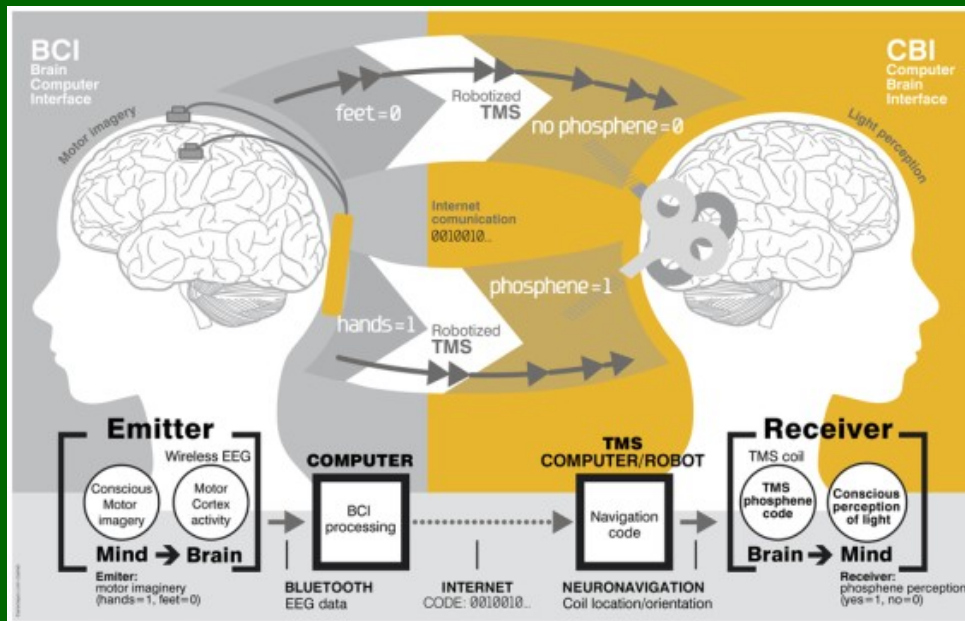 BCI
Brain
Computer
Interface
CBI
Computer
Brain
Interface
Motor imagery
Light perception
feet=0
Robotized
TMS
no phosphene=0
Internet
comunication
0010010...
phosphene=1
hands=1
Robotized
TMS
Emitter
Wireless EEG
Conscious
Motor
imagery
Motor
Cortex
activity
Mind → Brain
Emiter:
motor imaginery
(hands=1, feet=0)
COMPUTER
BCI
processing
BLUETOOTH
EEG data
INTERNET
CODE: 0010010...
TMS
COMPUTER/ROBOT
Navigation
code
NEURONAVIGATION
Coil location/orientation
Receiver
TMS coil
TMS
phosphene
code
Conscious
perception
of light
Brain → Mind
Receiver:
phosphene perception
(yes=1, no=0)